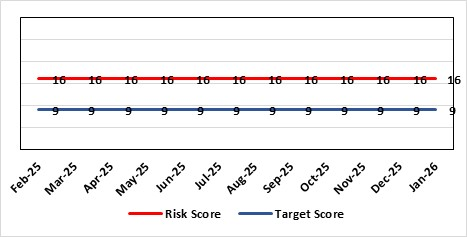 16 16 16 16 16 16 16 16 16 16 16 16
9 9 9 9 9 9 9 9 9 9 9 9
Feb-25 Mar-25 Apr-25 May-25 Jun-25 Jul-25 Aug-25 Sep-25 Oct-25 Nov-25 Dec-25 Jan-26
Risk Score Target Score